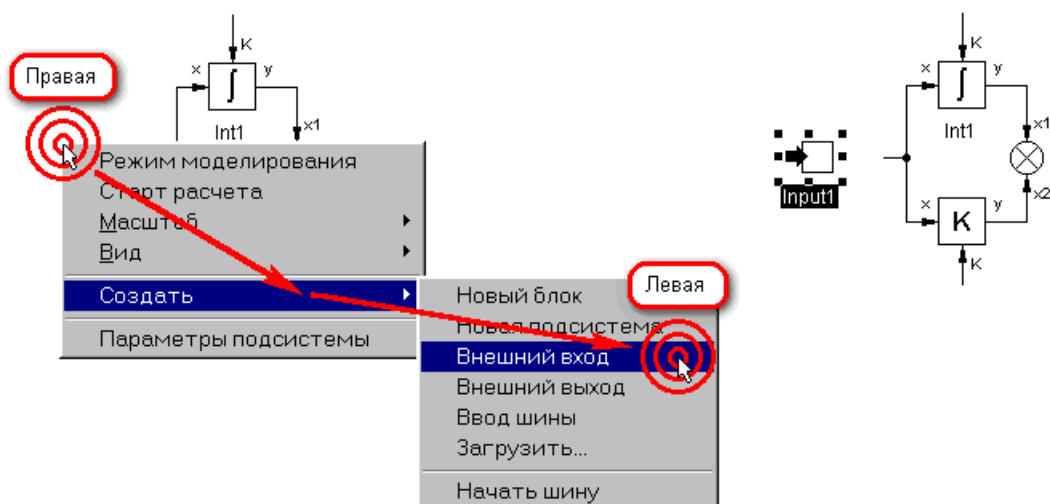 K
x
y
Int1
x1
Правая
Режим моделирования
Старт расчета
Масштаб
Вид
Создать
Параметры подсистемы
Левая
Новый блок
Новая подсистема
Внешний вход
Внешний выход
Ввод шины
Загрузить...
Начать шину
Input1
K
x
y
Int1
x1
x
y
K
x2
K